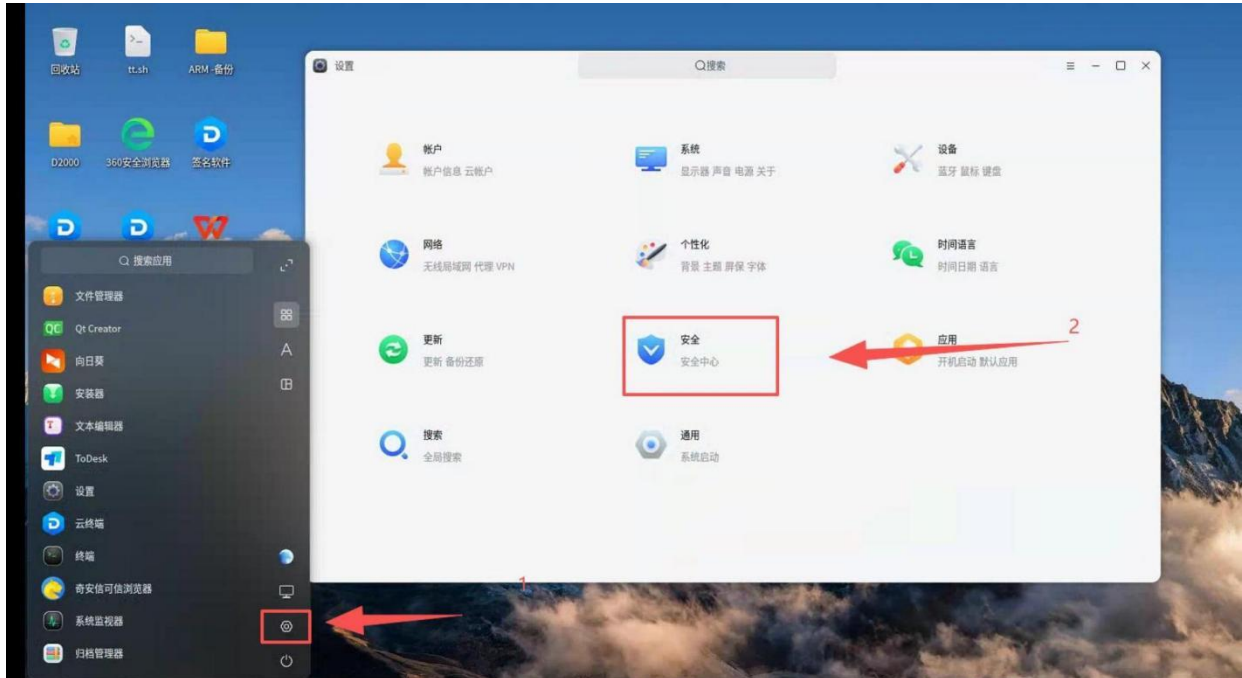 回收站
tt.sh
ARM-备份
D2000
360安全浏览器
签名软件
搜索应用
文件管理器
Qt Creator
向日葵
安装器
文本编辑器
ToDesk
设置
云终端
终端
奇安信可信浏览器
系统监视器
归档管理器
1
设置
搜索
帐户
帐户信息 云帐户
系统
显示器 声音 电源 关于
设备
蓝牙 鼠标 键盘
网络
无线局域网 代理 VPN
个性化
背景 主题 屏保 字体
时间语言
时间日期 语言
更新
更新 备份还原
安全
安全中心
应用
开机启动 默认应用
2
搜索
全局搜索
通用
系统启动